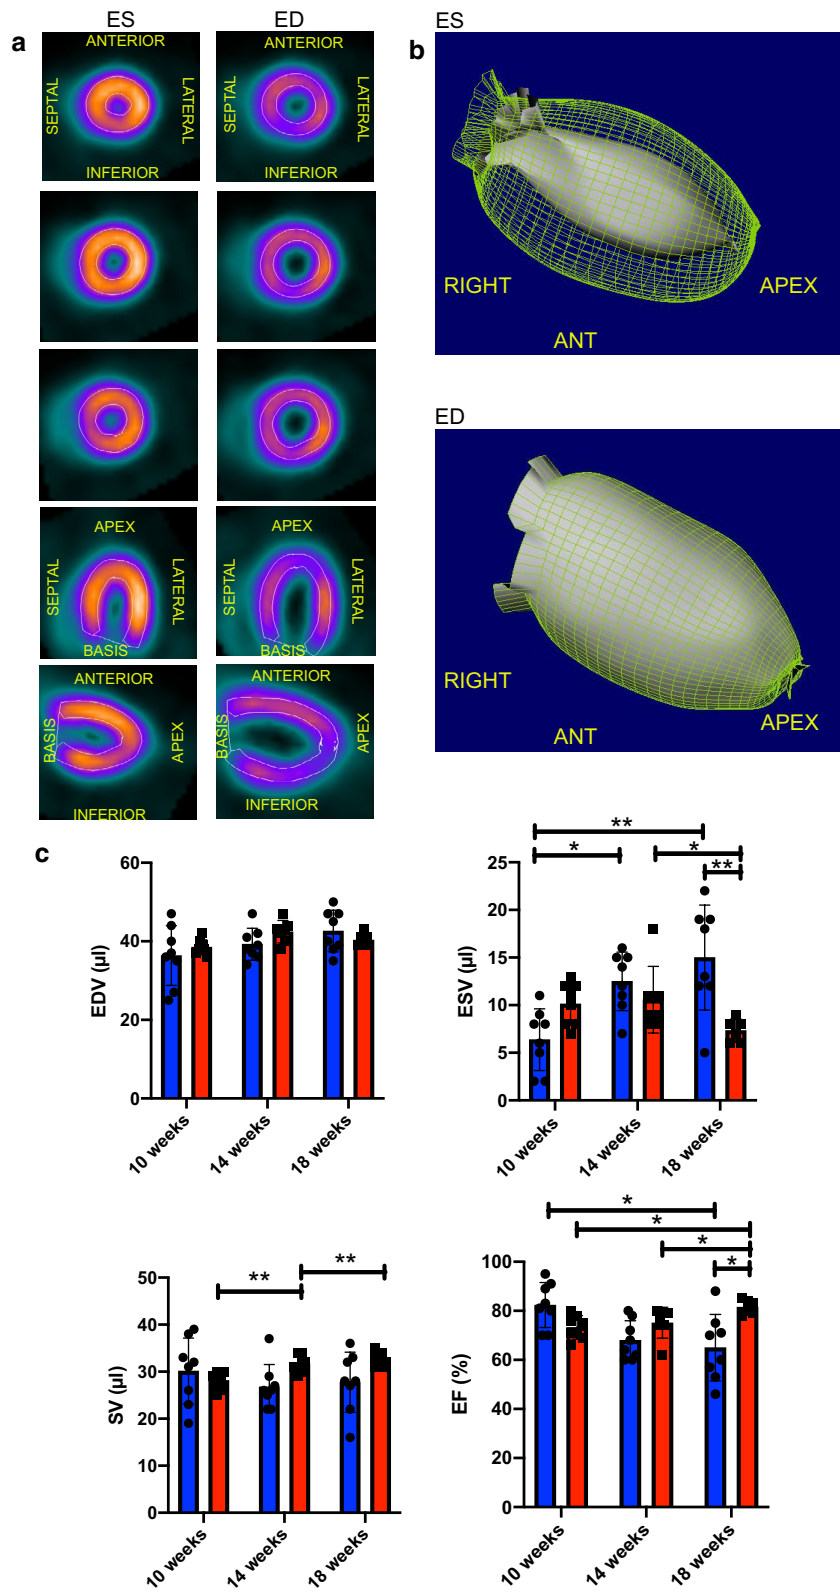 ES ED
a
ANTERIOR ANTERIOR
SEPTAL LATERAL SEPTAL LATERAL
INFERIOR INFERIOR
APEX APEX
SEPTAL LATERAL SEPTAL LATERAL
BASIS BASIS
ANTERIOR ANTERIOR
BASIS APEX BASIS APEX
INFERIOR INFERIOR
b
ES
RIGHT APEX
ANT
ED
RIGHT APEX
ANT
c
EDV (µl)
60
40
20
0
10 weeks 14 weeks 18 weeks
ESV (µl)
25
20
15
10
5
0
**
* *
**
10 weeks 14 weeks 18 weeks
SV (µl)
50
40
30
20
10
0
** **
10 weeks 14 weeks 18 weeks
EF (%)
100
80
60
40
20
0
*
*
*
*
10 weeks 14 weeks 18 weeks